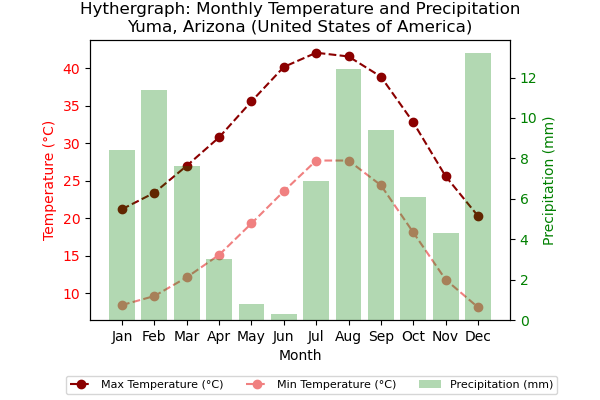 Hythergraph: Monthly Temperature and Precipitation
Yuma, Arizona (United States of America)
Temperature (°C)
40
35
30
25
20
15
10
Precipitation (mm)
12
10
8
6
4
2
0
Jan Feb Mar Apr May Jun Jul Aug Sep Oct Nov Dec
Month
Max Temperature (°C) Min Temperature (°C) Precipitation (mm)